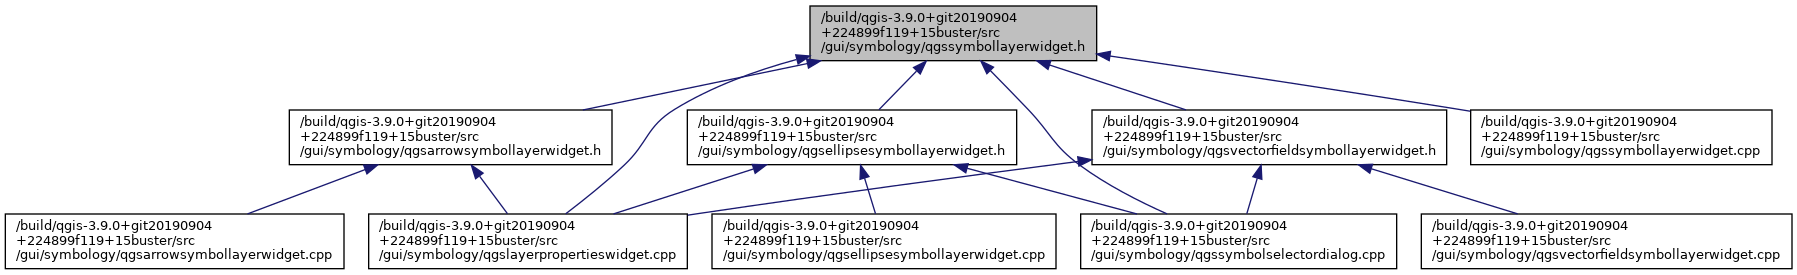 /build/qgis-3.9.0+git20190904
+224899f119+15buster/src
/gui/symbology/qgssymbollayerwidget.h
/build/qgis-3.9.0+git20190904
+224899f119+15buster/src
/gui/symbology/qgsarrowsymbollayerwidget.h
/build/qgis-3.9.0+git20190904
+224899f119+15buster/src
/gui/symbology/qgsellipsesymbollayerwidget.h
/build/qgis-3.9.0+git20190904
+224899f119+15buster/src
/gui/symbology/qgsvectorfieldsymbollayerwidget.h
/build/qgis-3.9.0+git20190904
+224899f119+15buster/src
/gui/symbology/qgssymbollayerwidget.cpp
/build/qgis-3.9.0+git20190904
+224899f119+15buster/src
/gui/symbology/qgsarrowsymbollayerwidget.cpp
/build/qgis-3.9.0+git20190904
+224899f119+15buster/src
/gui/symbology/qgslayerpropertieswidget.cpp
/build/qgis-3.9.0+git20190904
+224899f119+15buster/src
/gui/symbology/qgsellipsesymbollayerwidget.cpp
/build/qgis-3.9.0+git20190904
+224899f119+15buster/src
/gui/symbology/qgssymbolselectordialog.cpp
/build/qgis-3.9.0+git20190904
+224899f119+15buster/src
/gui/symbology/qgsvectorfieldsymbollayerwidget.cpp